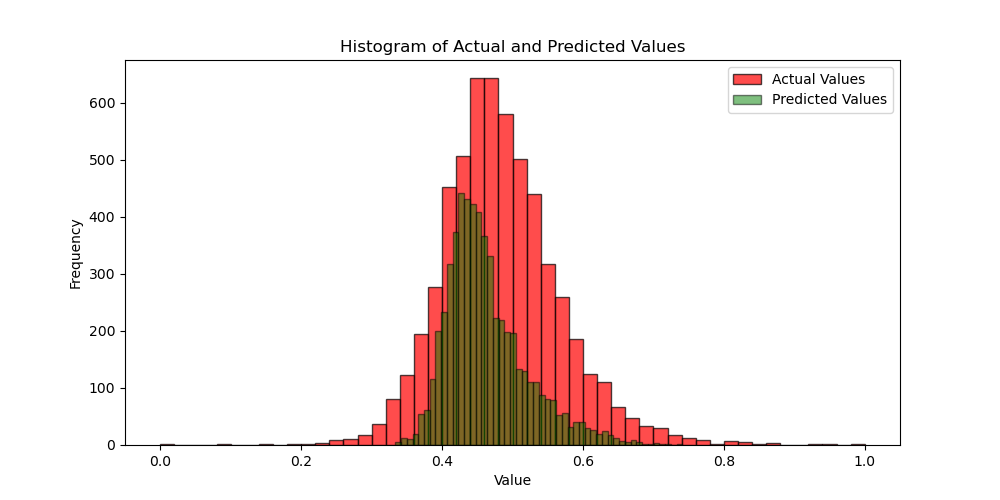 Histogram of Actual and Predicted Values
Actual Values
Predicted Values
Frequency
600
500
400
300
200
100
0
0.0 0.2 0.4 0.6 0.8 1.0
Value